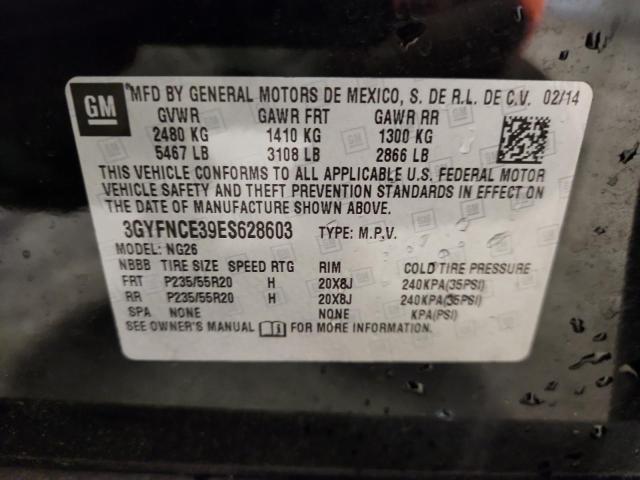 GM
MFD BY GENERAL MOTORS DE MEXICO, S. DE R.L. DE C.V. 02/14
GVWR GAWR FRT GAWR RR
2480 KG 1410 KG 1300 KG
5467 LB 3108 LB 2866 LB
THIS VEHICLE CONFORMS TO ALL APPLICABLE U.S. FEDERAL MOTOR
VEHICLE SAFETY AND THEFT PREVENTION STANDARDS IN EFFECT ON
THE DATE OF MANUFACTURE SHOWN ABOVE.
3GYFNCE39ES628603 TYPE: M.P.V.
MODEL: NG26
NBBB TIRE SIZE SPEED RTG RIM COLD TIRE PRESSURE
FRT P235/55R20 H 20X8J 240KPA(35PSI)
RR P235/55R20 H 20X8J 240KPA(35PSI)
SPA NONE NONE KPA(PSI)
SEE OWNER'S MANUAL FOR MORE INFORMATION.